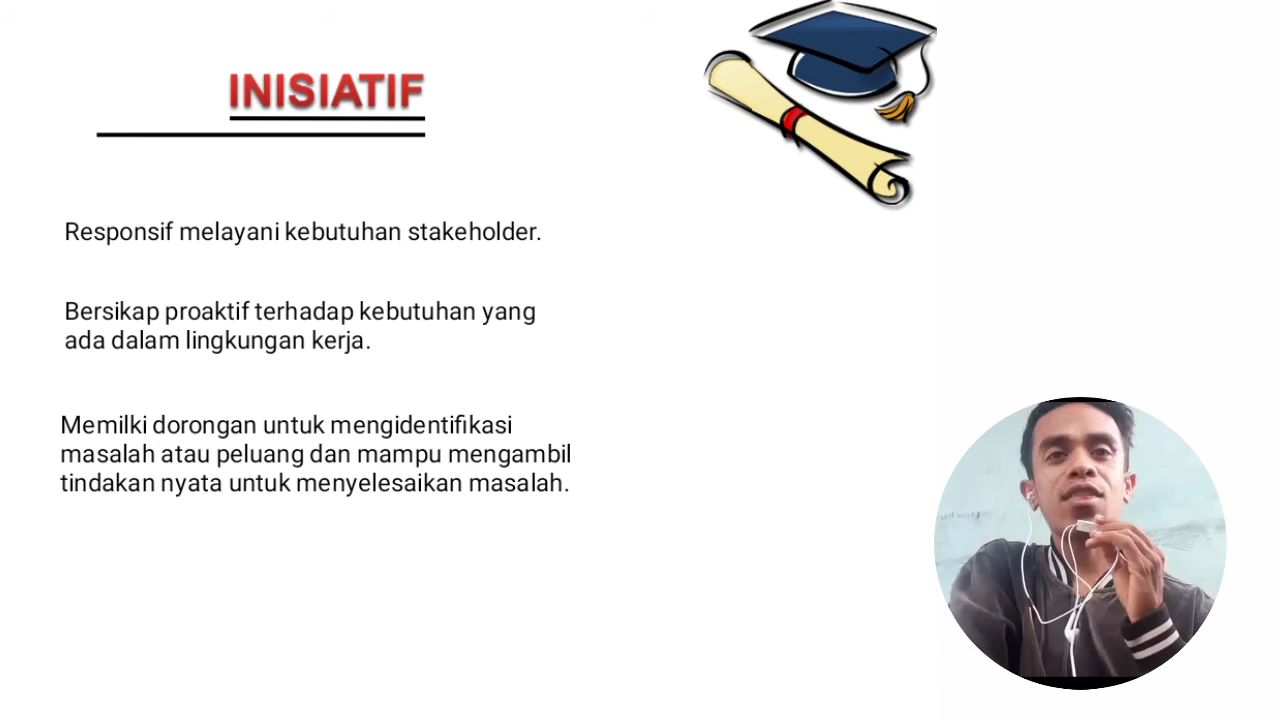 INISIATIF
Responsif melayani kebutuhan stakeholder.
Bersikap proaktif terhadap kebutuhan yang
ada dalam lingkungan kerja.
Memilki dorongan untuk mengidentifikasi
masalah atau peluang dan mampu mengambil
tindakan nyata untuk menyelesaikan masalah.